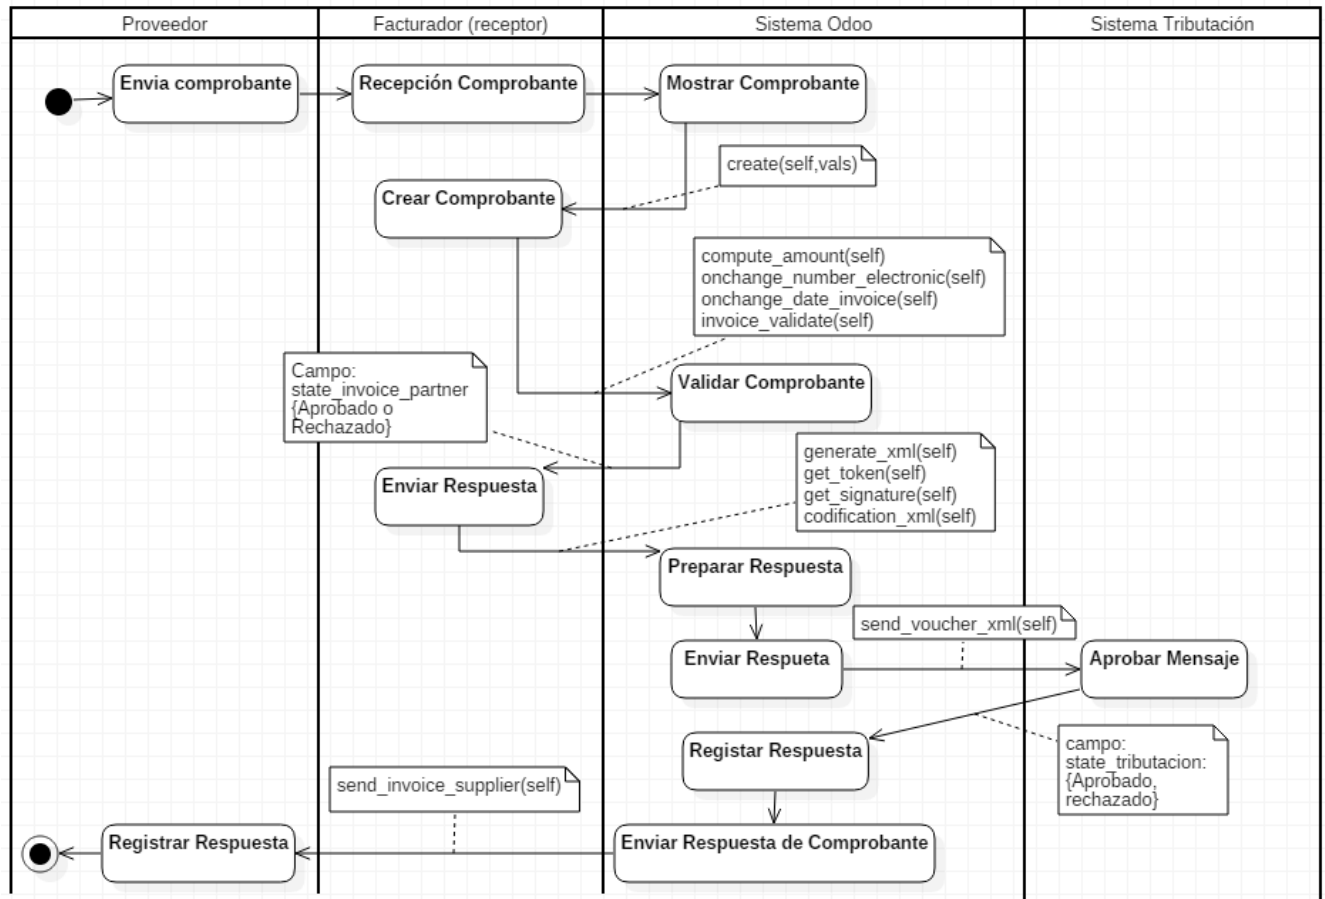 Proveedor
Facturador (receptor)
Sistema Odoo
Sistema Tributación
Envia comprobante
Recepción Comprobante
Mostrar Comprobante
create(self,vals)
Crear Comprobante
compute_amount(self)
onchange_number_electronic(self)
onchange_date_invoice(self)
invoice_validate(self)
Campo:
state_invoice_partner
{Aprobado o
Rechazado}
Validar Comprobante
generate_xml(self)
get_token(self)
get_signature(self)
codification_xml(self)
Enviar Respuesta
Preparar Respuesta
send_voucher_xml(self)
Enviar Respueta
Aprobar Mensaje
Registar Respuesta
campo:
state_tributacion:
{Aprobado,
rechazado}
send_invoice_supplier(self)
Registrar Respuesta
Enviar Respuesta de Comprobante